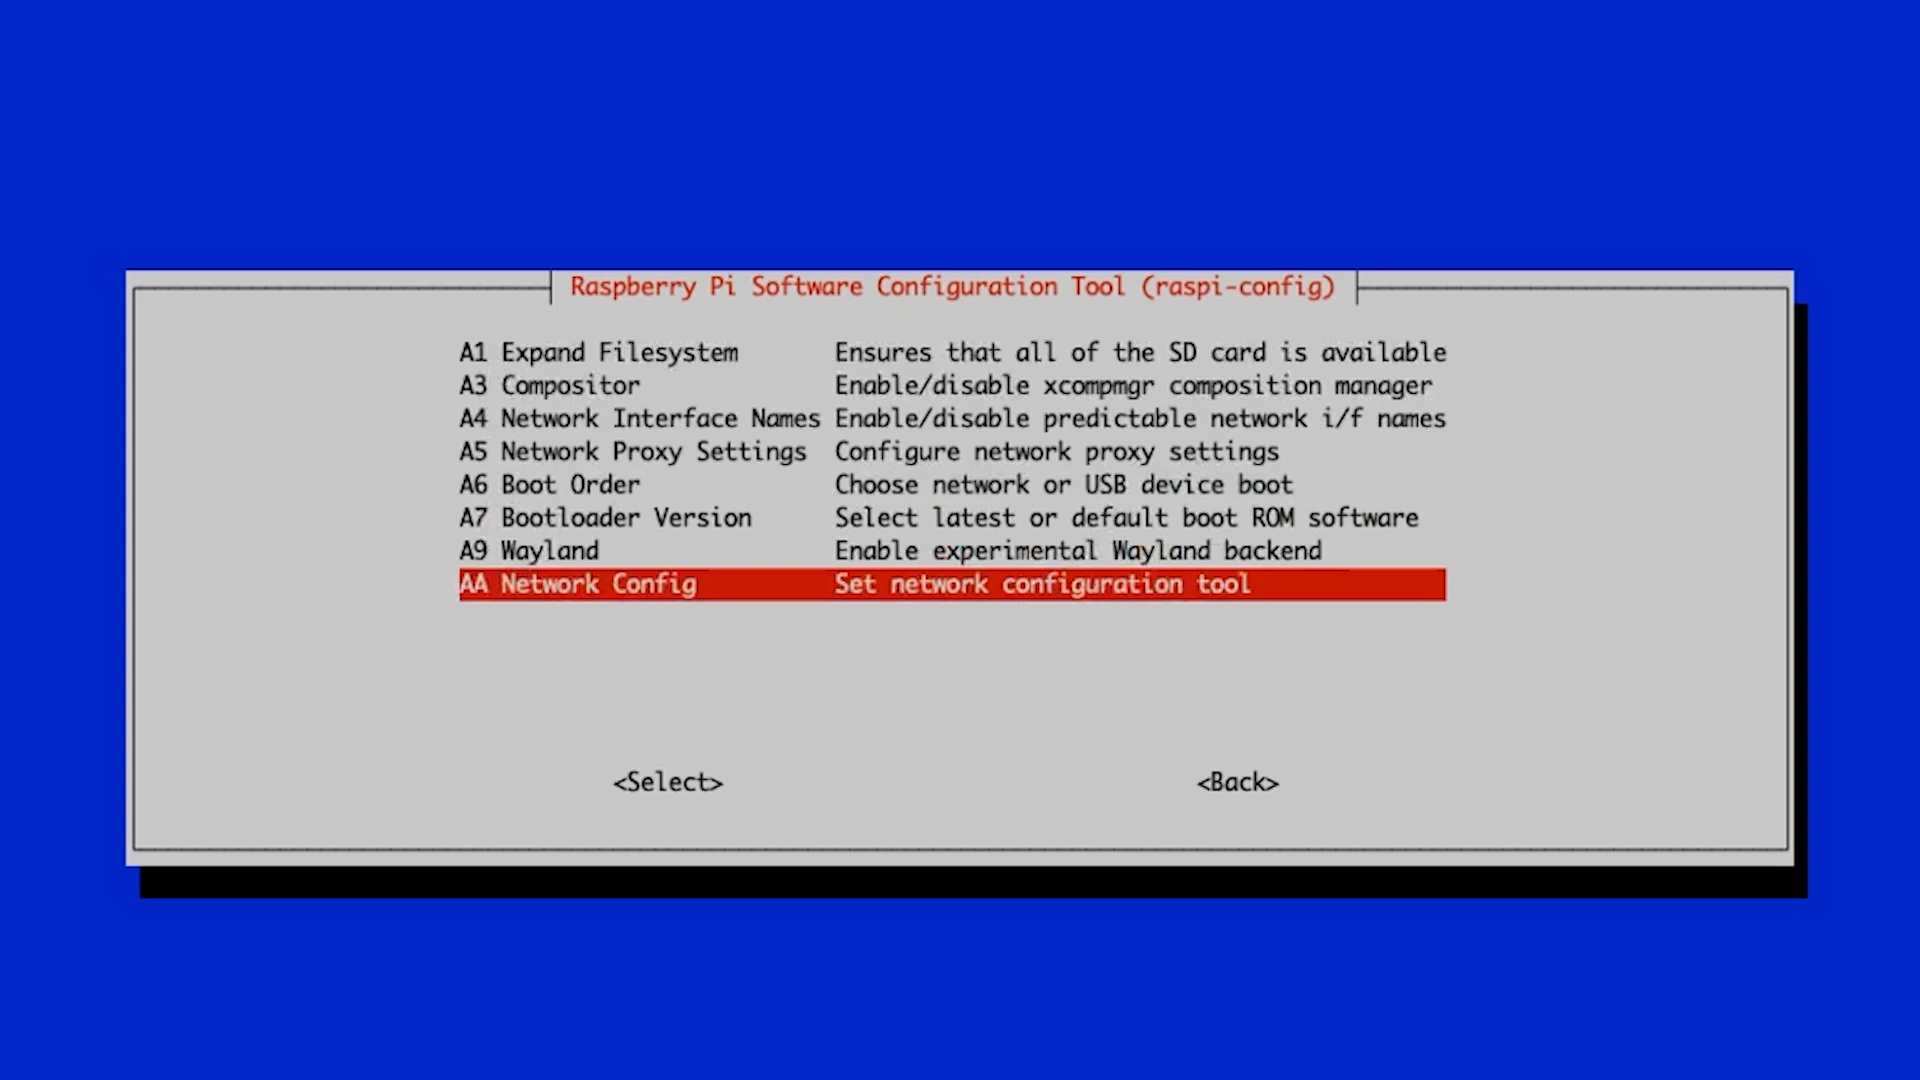 Raspberry Pi Software Configuration Tool (raspi-config)
A1 Expand Filesystem Ensures that all of the SD card is available
A3 Compositor Enable/disable xcompmgr composition manager
A4 Network Interface Names Enable/disable predictable network i/f names
A5 Network Proxy Settings Configure network proxy settings
A6 Boot Order Choose network or USB device boot
A7 Bootloader Version Select latest or default boot ROM software
A9 Wayland Enable experimental Wayland backend
AA Network Config Set network configuration tool
<Select> <Back>